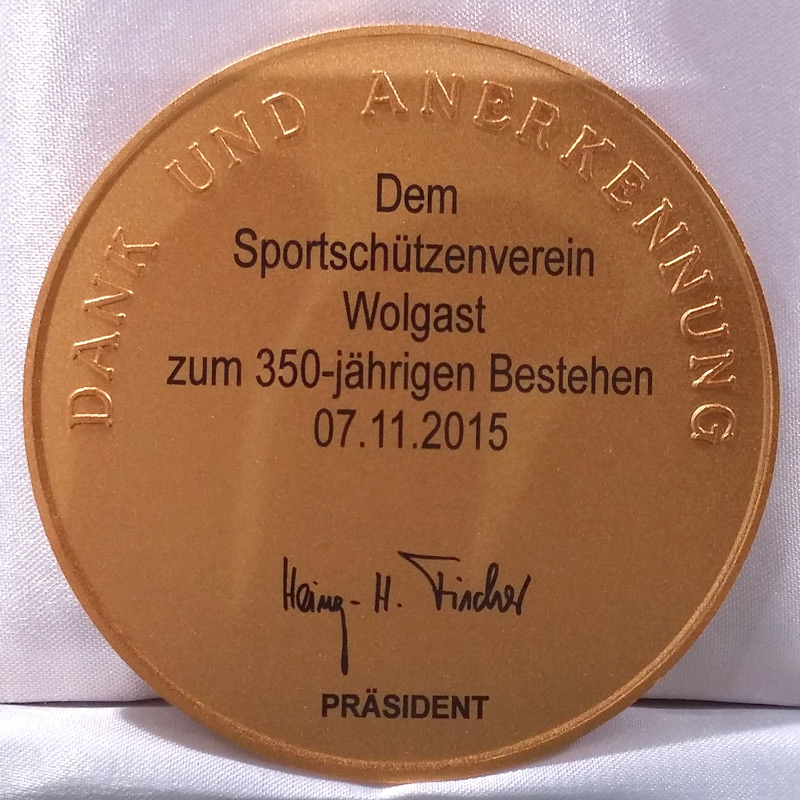 DANK UND ANERKENNUNG
Dem
Sportschützenverein
Wolgast
zum 350-jährigen Bestehen
07.11.2015
Heinz-H. Fischer
PRÄSIDENT